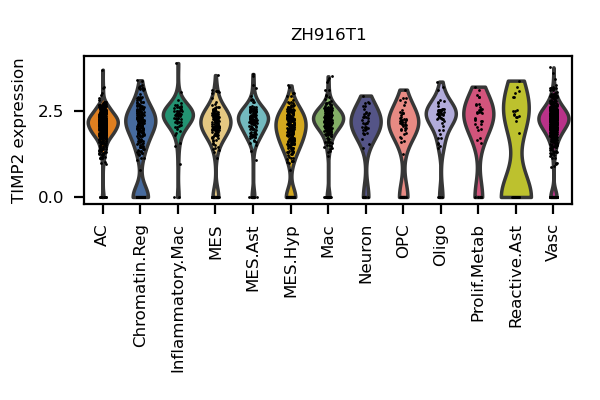 ZH916T1
TIMP2 expression
2.5
0.0
AC
Chromatin.Reg
Inflammatory.Mac
MES
MES.Ast
MES.Hyp
Mac
Neuron
OPC
Oligo
Prolif.Metab
Reactive.Ast
Vasc